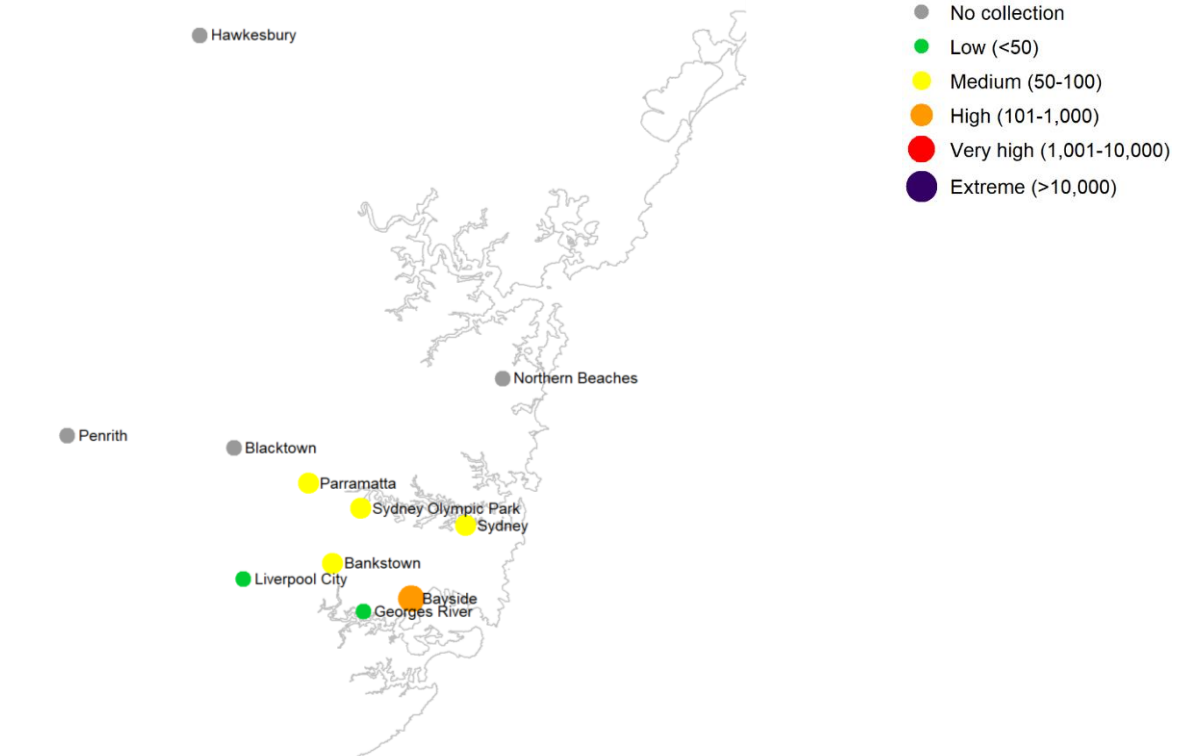 No collection
Hawkesbury
Low (<50)
Medium (50-100)
High (101-1,000)
Very high (1,001-10,000)
Extreme (>10,000)
Northern Beaches
Penrith
Blacktown
Parramatta
Sydney Olympic Park
Sydney
Bankstown
Liverpool City
Bayside
Georges River